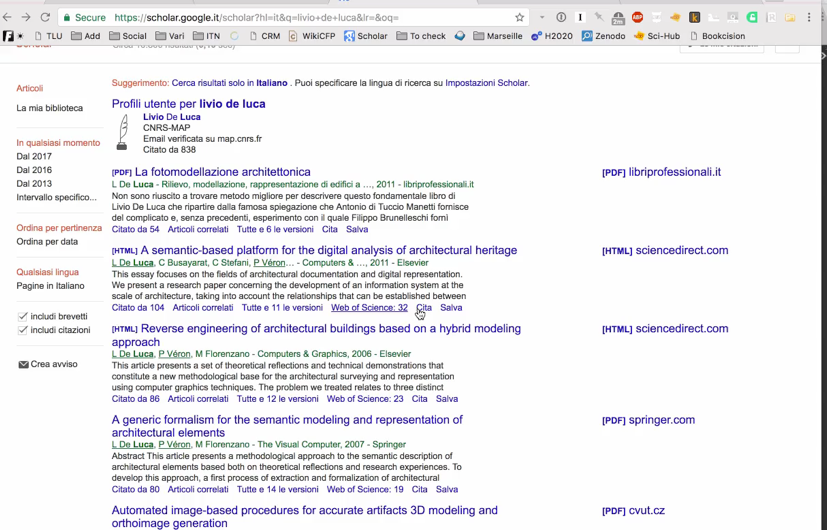 Secure https://scholar.google.it/scholar?hl=it&q=livio+de+luca&lr=&oq=
TLU Add Social Vari ITN CRM WikiCFP Scholar To check Marseille H2020 Zenodo Sci-Hub Bookcision
Suggerimento: Cerca risultati solo in Italiano . Puoi specificare la lingua di ricerca su Impostazioni Scholar.
Articoli
La mia biblioteca
In qualsiasi momento
Dal 2017
Dal 2016
Dal 2013
Intervallo specifico...
Ordina per pertinenza
Ordina per data
Qualsiasi lingua
Pagine in Italiano
includi brevetti
includi citazioni
Crea avviso
Profili utente per livio de luca
Livio De Luca
CNRS-MAP
Email verificata su map.cnrs.fr
Citato da 838
[PDF] La fotomodellazione architettonica
L De Luca - Rilievo, modellazione, rappresentazione di edifici a …, 2011 - libriprofessionali.it
Non sono riuscito a trovare metodo migliore per descrivere questo fondamentale libro di
Livio De Luca che ripartire dalla famosa spiegazione che Antonio di Tuccio Manetti fornisce
del complicato e, senza precedenti, esperimento con il quale Filippo Brunelleschi fornì
Citato da 54 Articoli correlati Tutte e 6 le versioni Cita Salva
[PDF] libriprofessionali.it
[HTML] A semantic-based platform for the digital analysis of architectural heritage
L De Luca, C Busayarat, C Stefani, P Véron… - Computers & …, 2011 - Elsevier
This essay focuses on the fields of architectural documentation and digital representation.
We present a research paper concerning the development of an information system at the
scale of architecture, taking into account the relationships that can be established between
Citato da 104 Articoli correlati Tutte e 11 le versioni Web of Science: 32 Cita Salva
[HTML] sciencedirect.com
[HTML] Reverse engineering of architectural buildings based on a hybrid modeling
approach
L De Luca, P Véron, M Florenzano - Computers & Graphics, 2006 - Elsevier
This article presents a set of theoretical reflections and technical demonstrations that
constitute a new methodological base for the architectural surveying and representation
using computer graphics techniques. The problem we treated relates to three distinct
Citato da 86 Articoli correlati Tutte e 12 le versioni Web of Science: 23 Cita Salva
[HTML] sciencedirect.com
A generic formalism for the semantic modeling and representation of
architectural elements
L De Luca, P Véron, M Florenzano - The Visual Computer, 2007 - Springer
Abstract This article presents a methodological approach to the semantic description of
architectural elements based both on theoretical reflections and research experiences. To
develop this approach, a first process of extraction and formalization of architectural
Citato da 80 Articoli correlati Tutte e 14 le versioni Web of Science: 19 Cita Salva
[PDF] springer.com
Automated image-based procedures for accurate artifacts 3D modeling and
orthoimage generation
[PDF] cvut.cz